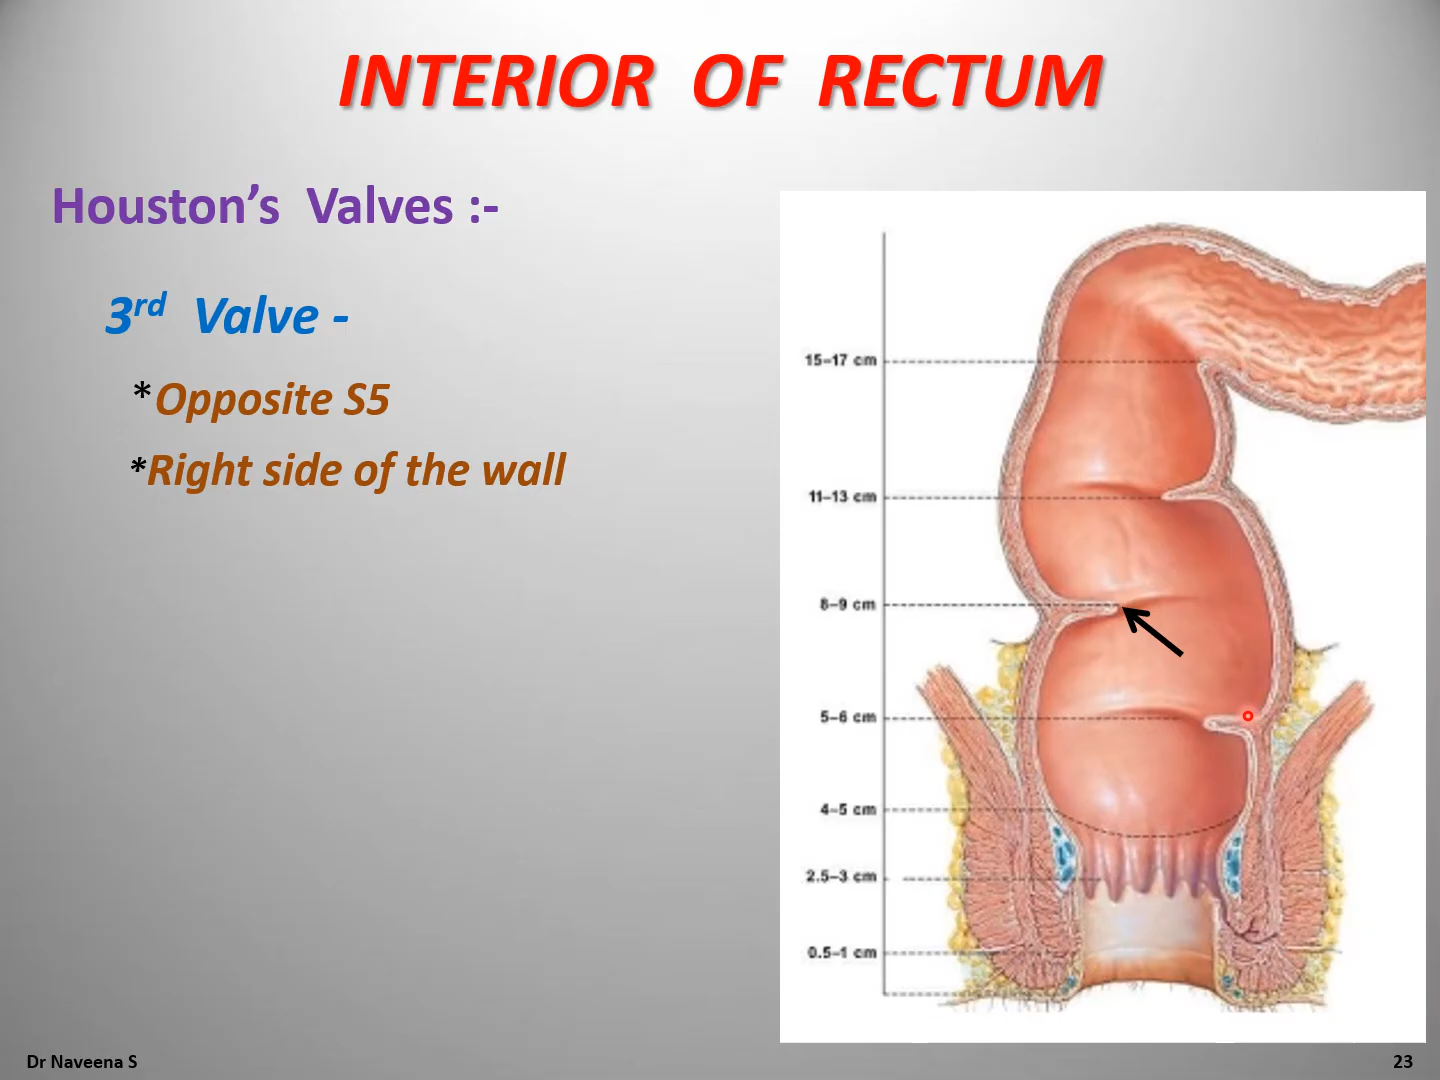 INTERIOR OF RECTUM
Houston’s Valves :-
3rd Valve -
*Opposite S5
*Right side of the wall
15–17 cm
11–13 cm
8–9 cm
5–6 cm
4–5 cm
2.5–3 cm
0.5–1 cm
Dr Naveena S
23